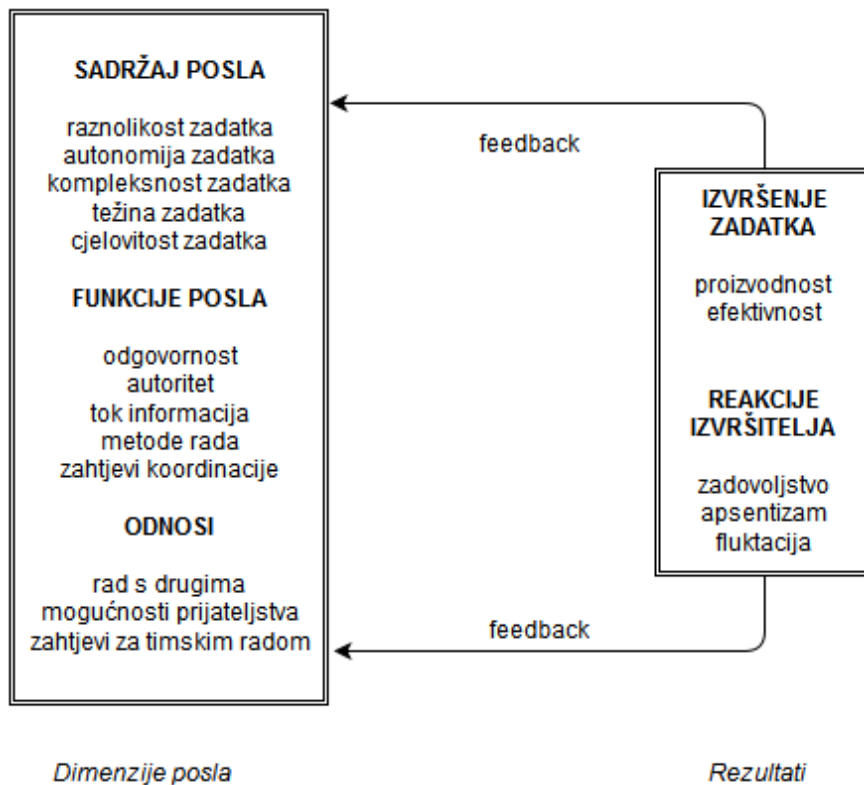 SADRŽAJ POSLA
raznolikost zadatka
autonomija zadatka
kompleksnost zadatka
težina zadatka
cjelovitost zadatka
FUNKCIJE POSLA
odgovornost
autoritet
tok informacija
metode rada
zahtjevi koordinacije
ODNOSI
rad s drugima
mogućnosti prijateljstva
zahtjevi za timskim radom
feedback
feedback
IZVRŠENJE
ZADATKA
proizvodnost
efektivnost
REAKCIJE
IZVRŠITELJA
zadovoljstvo
apsentizam
fluktacija
Dimenzije posla
Rezultati